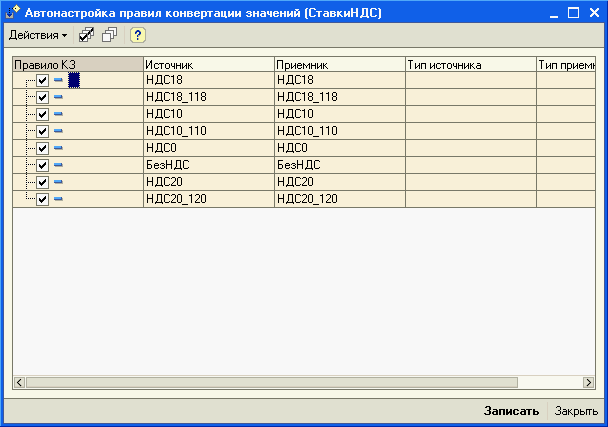 Автонастройка правил конвертации значений (СтавкиНДС)
Действия
Правило КЗ Источник Приемник Тип источника Тип приемн
НДС18 НДС18
НДС18_118 НДС18_118
НДС10 НДС10
НДС10_110 НДС10_110
НДС0 НДС0
БезНДС БезНДС
НДС20 НДС20
НДС20_120 НДС20_120
Записать Закрыть